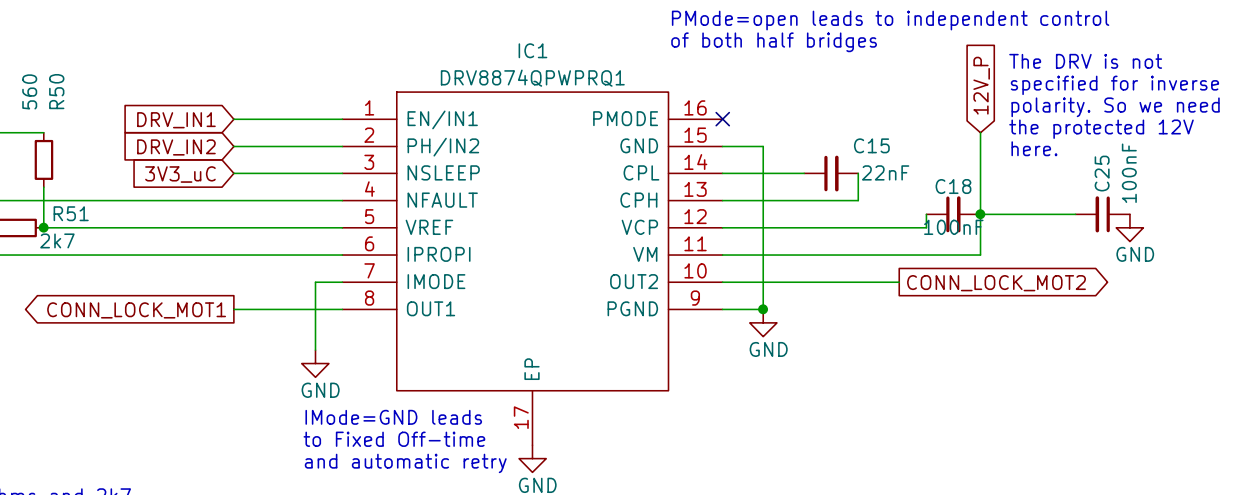 PMode=open leads to independent control
of both half bridges
IC1
DRV8874QPWPRQ1
12V_P
The DRV is not
specified for inverse
polarity. So we need
the protected 12V
here.
560
R50
DRV_IN1
1
EN/IN1
PMODE
16
DRV_IN2
2
PH/IN2
GND
15
C15
3V3_uC
3
NSLEEP
CPL
14
22nF
C25
100nF
4
NFAULT
CPH
13
C18
R51
5
VREF
VCP
12
100nF
2k7
6
IPROPI
VM
11
GND
7
IMODE
OUT2
10
CONN_LOCK_MOT2
CONN_LOCK_MOT1
8
OUT1
PGND
9
GND
EP
GND
17
IMode=GND leads
to Fixed Off-time
and automatic retry
GND
and 2k7